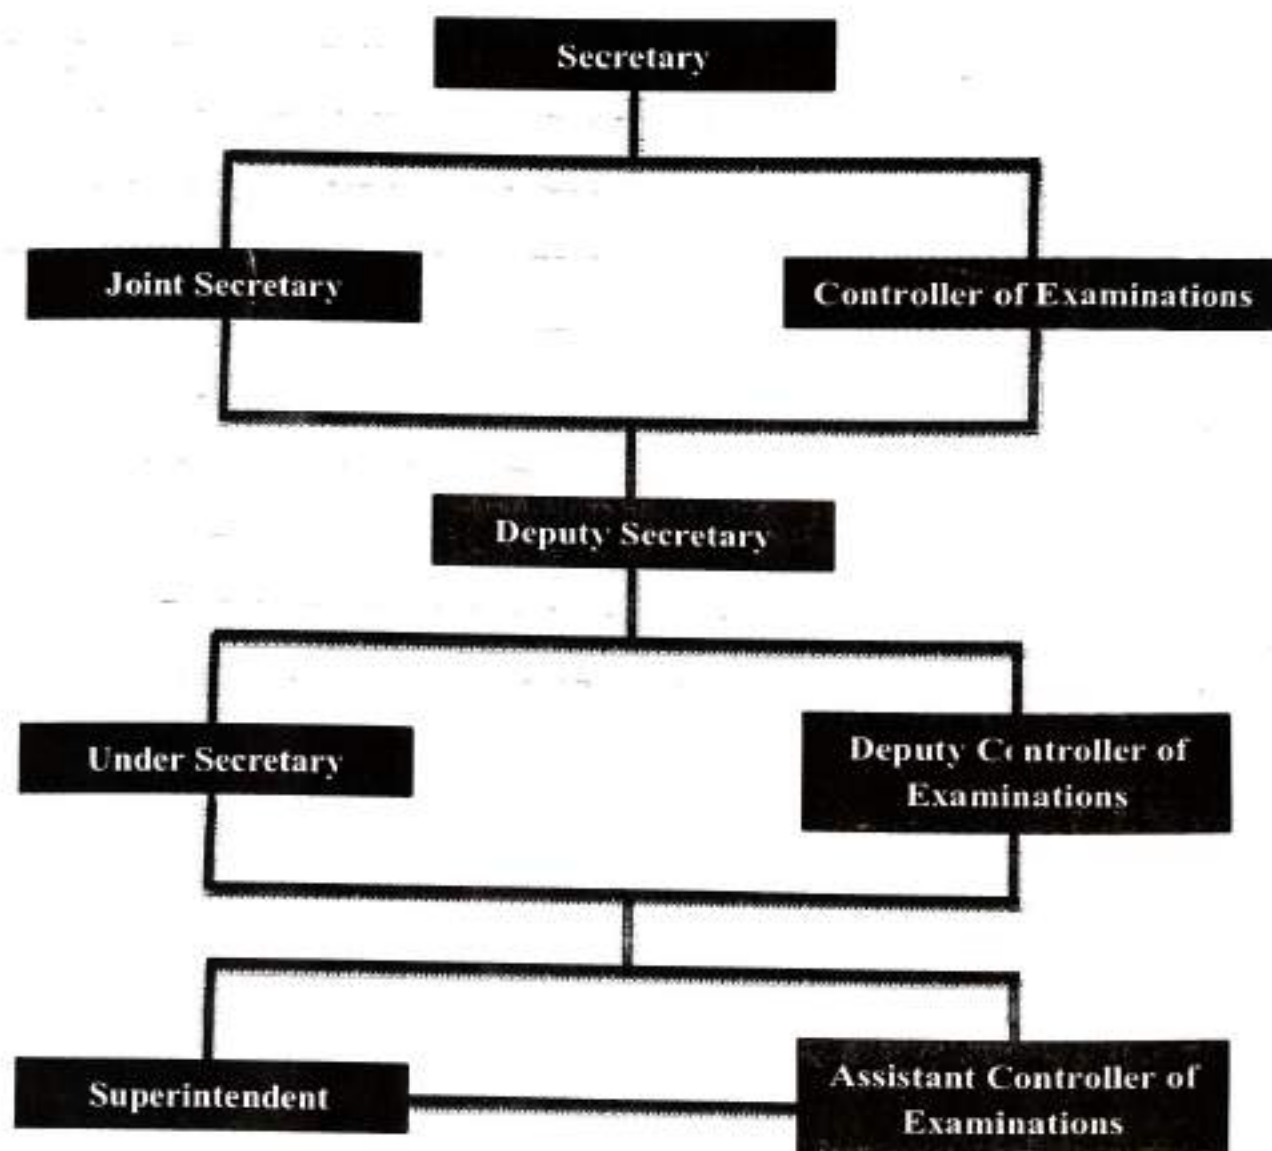 Secretary
Joint Secretary
Controller of Examinations
Deputy Secretary
Under Secretary
Deputy Controller of
Examinations
Superintendent
Assistant Controller of
Examinations